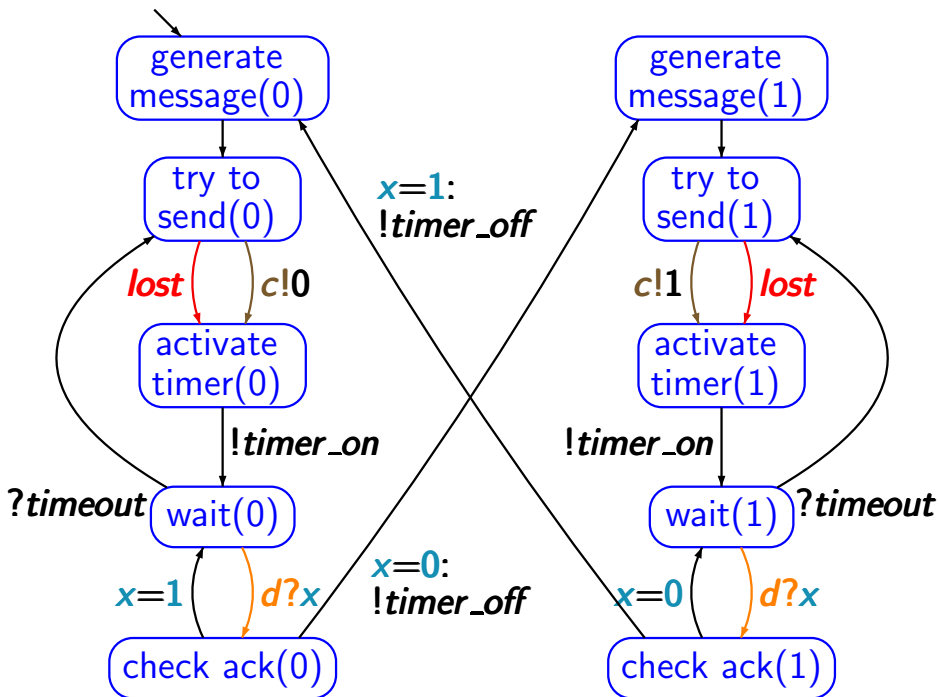 generate
message(0)
generate
message(1)
try to
send(0)
x=1:
!timer_off
try to
send(1)
lost
c!0
c!1
lost
activate
timer(0)
activate
timer(1)
!timer_on
!timer_on
?timeout
wait(0)
wait(1)
?timeout
x=1
d?x
x=0:
!timer_off
x=0
d?x
check ack(0)
check ack(1)